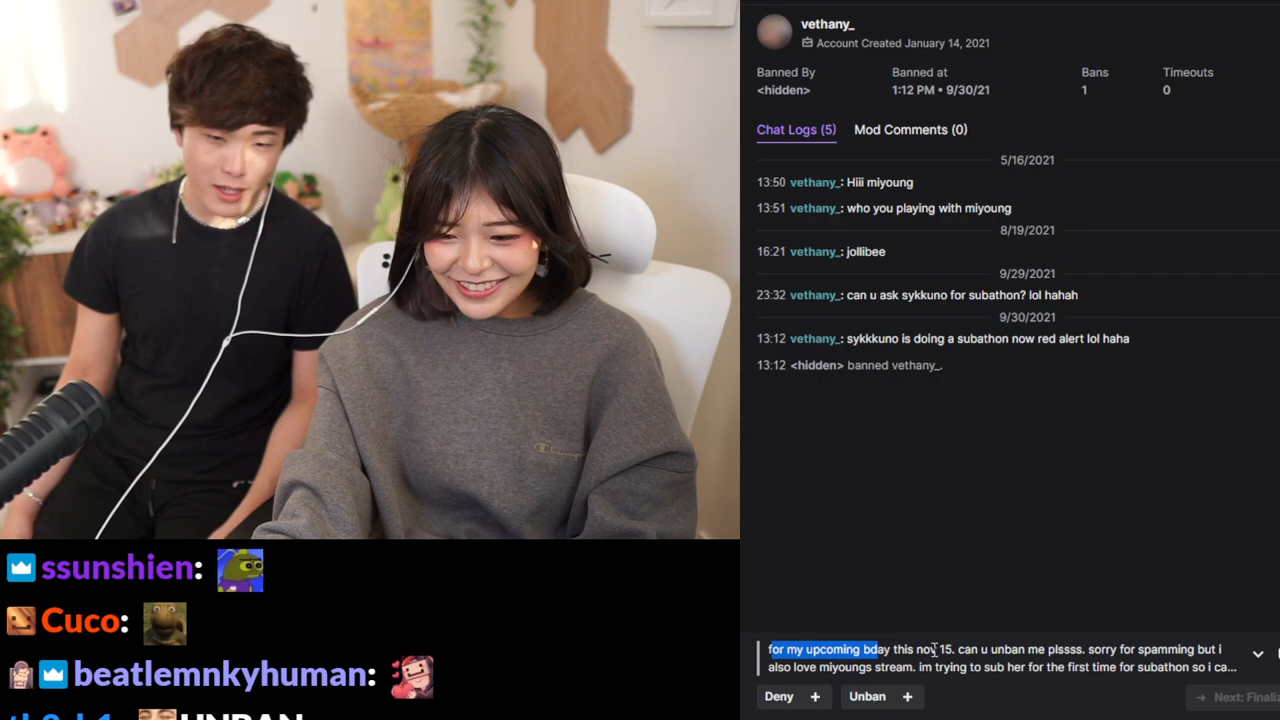 vethany_
Account Created January 14, 2021
Banned By
Banned at
Bans
Timeouts
<hidden>
1:12 PM • 9/30/21
1
0
Chat Logs (5)
Mod Comments (0)
5/16/2021
13:50 vethany_: Hiii miyoung
13:51 vethany_: who you playing with miyoung
8/19/2021
16:21 vethany_: jollibee
9/29/2021
23:32 vethany_: can u ask sykkuno for subathon? lol hahah
9/30/2021
13:12 vethany_: sykkkuno is doing a subathon now red alert lol haha
13:12 <hidden> banned vethany_.
for my upcoming bday this nov 15. can u unban me plssss. sorry for spamming but i
also love miyoungs stream. im trying to sub her for the first time for subathon so i ca...
Deny +
Unban +
→ Next: Finaliz
Champion
ssunshien:
Cuco:
beatlemnkyhuman:
UNBAN